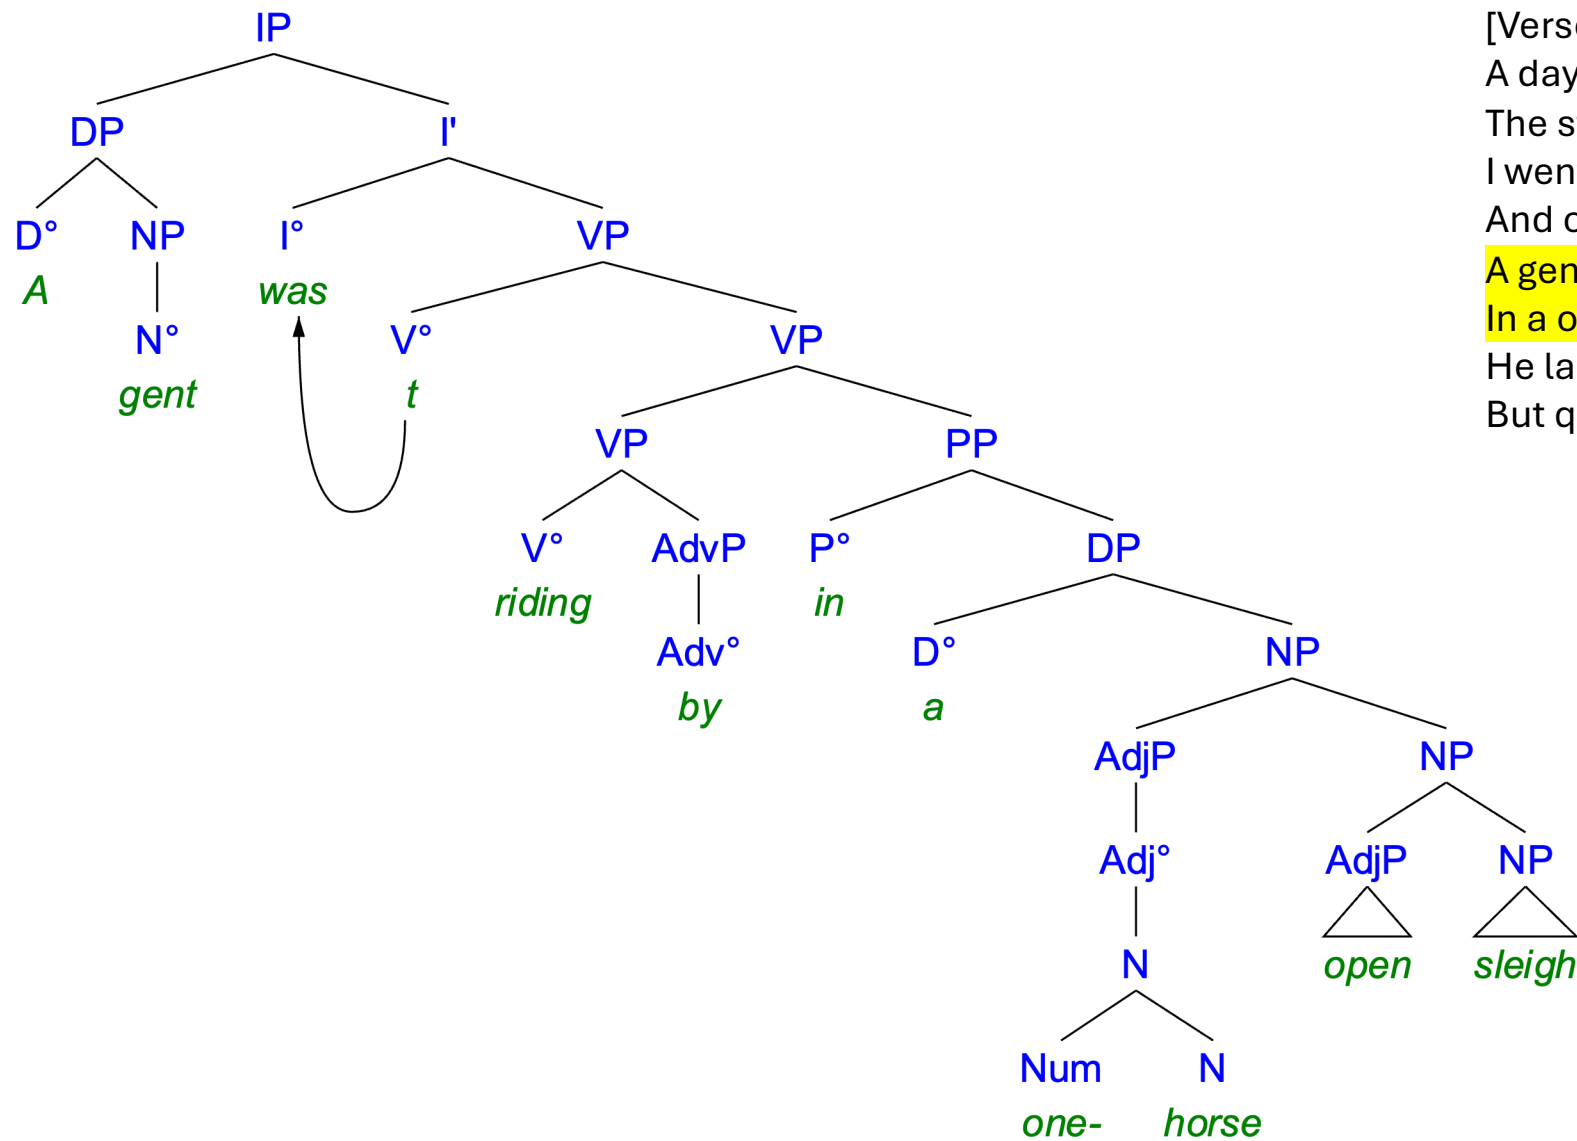 IP
DP I'
D° NP I° VP
A was
N° V° VP
gent t
VP PP
V° AdvP P° DP
riding in
Adv° D° NP
by a
AdjP NP
Adj° AdjP NP
N open sleigh
Num N
one- horse
[Vers
A day
The s
I wen
And o
A gen
In a o
He la
But q